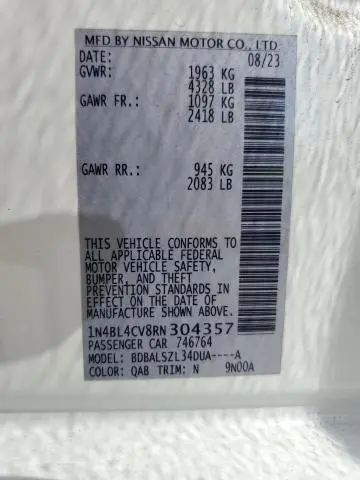 MFD BY NISSAN MOTOR CO., LTD
DATE: 08/23
GVWR: 1963 KG
4328 LB
GAWR FR.: 1097 KG
2418 LB
GAWR RR.: 945 KG
2083 LB
THIS VEHICLE CONFORMS TO
ALL APPLICABLE FEDERAL
MOTOR VEHICLE SAFETY,
BUMPER, AND THEFT
PREVENTION STANDARDS IN
EFFECT ON THE DATE OF
MANUFACTURE SHOWN ABOVE.
1N4BL4CV8RN304357
PASSENGER CAR 746764
MODEL: BDBALSZL34DUA----A
COLOR: QAB TRIM: N 9N00A